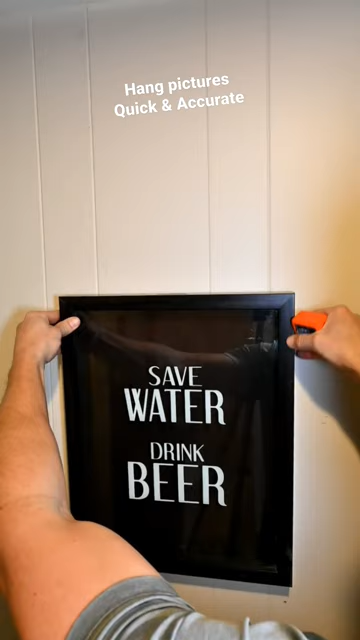 Hang pictures
Quick & Accurate
SAVE
WATER
DRINK
BEER